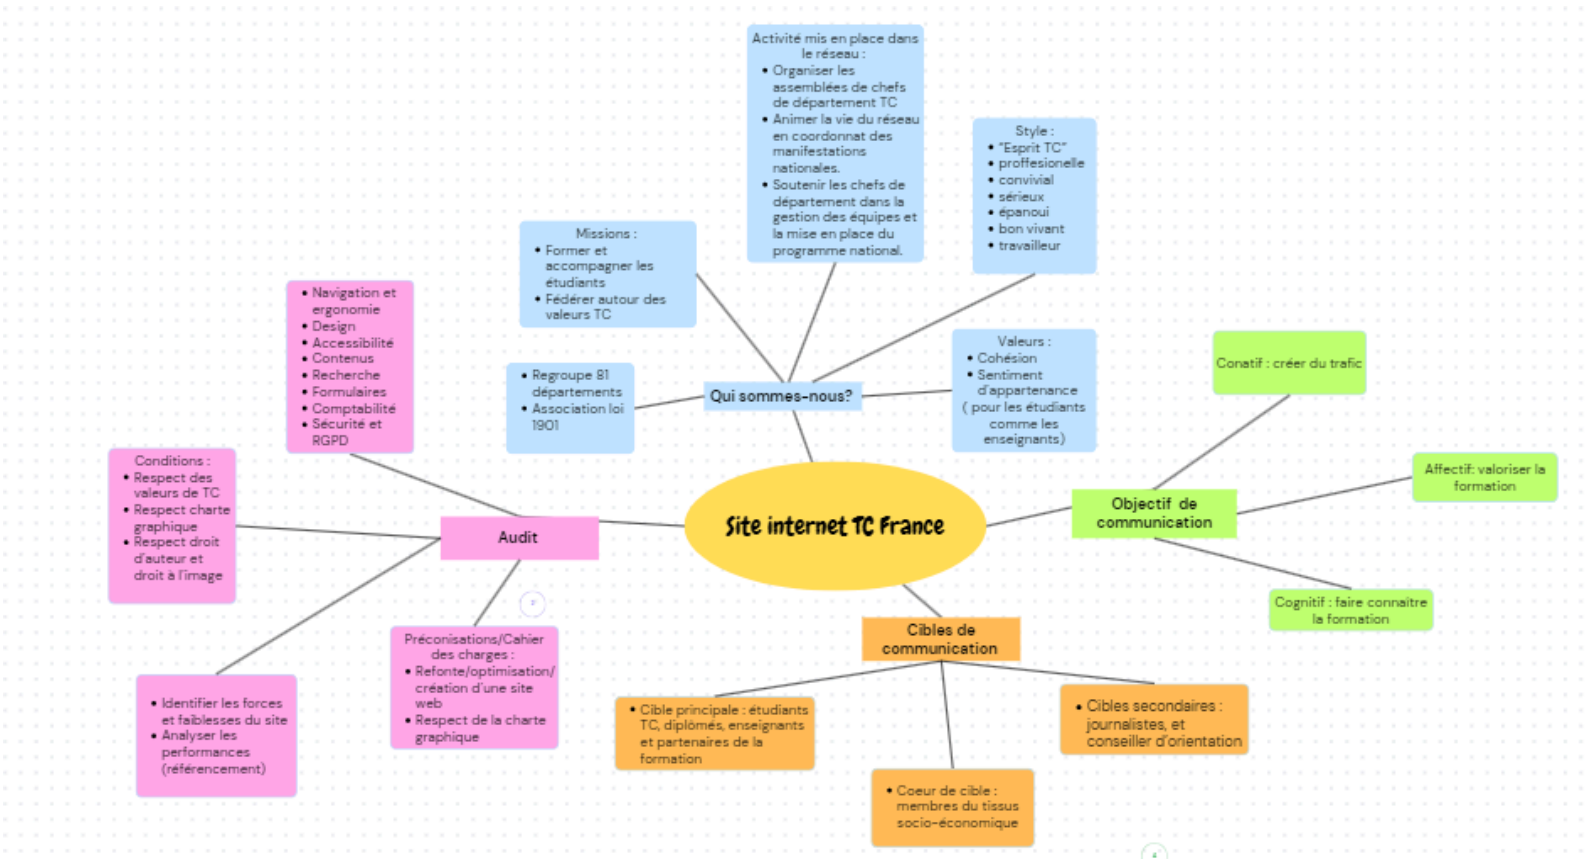 Activité mis en place dans
le réseau :
• Organiser les
assemblées de chefs
de département TC
• Animer la vie du réseau
en coordonnat des
manifestations
nationales.
• Soutenir les chefs de
département dans la
gestion des équipes et
la mise en place du
programme national.
Style :
• "Esprit TC"
• proffesionelle
• convivial
• sérieux
• épanoui
• bon vivant
• travailleur
Missions :
• Former et
accompagner les
étudiants
• Fédérer autour des
valeurs TC
• Regroupe 81
départements
• Association loi
1901
Qui sommes-nous?
Valeurs :
• Cohésion
• Sentiment
d'appartenance
( pour les étudiants
comme les
enseignants)
• Navigation et
ergonomie
• Design
• Accessibilité
• Contenus
• Recherche
• Formulaires
• Comptabilité
• Sécurité et
RGPD
Conditions :
• Respect des
valeurs de TC
• Respect charte
graphique
• Respect droit
d'auteur et
droit à l'image
Audit
Site internet TC France
Objectif de
communication
Conatif : créer du trafic
Affectif: valoriser la
formation
Cognitif : faire connaître
la formation
• Identifier les forces
et faiblesses du site
• Analyser les
performances
(référencement)
Préconisations/Cahier
des charges :
• Refonte/optimisation/
création d'une site
web
• Respect de la charte
graphique
Cibles de
communication
• Cible principale : étudiants
TC, diplômés, enseignants
et partenaires de la
formation
• Coeur de cible :
membres du tissus
socio-économique
• Cibles secondaires :
journalistes, et
conseiller d'orientation